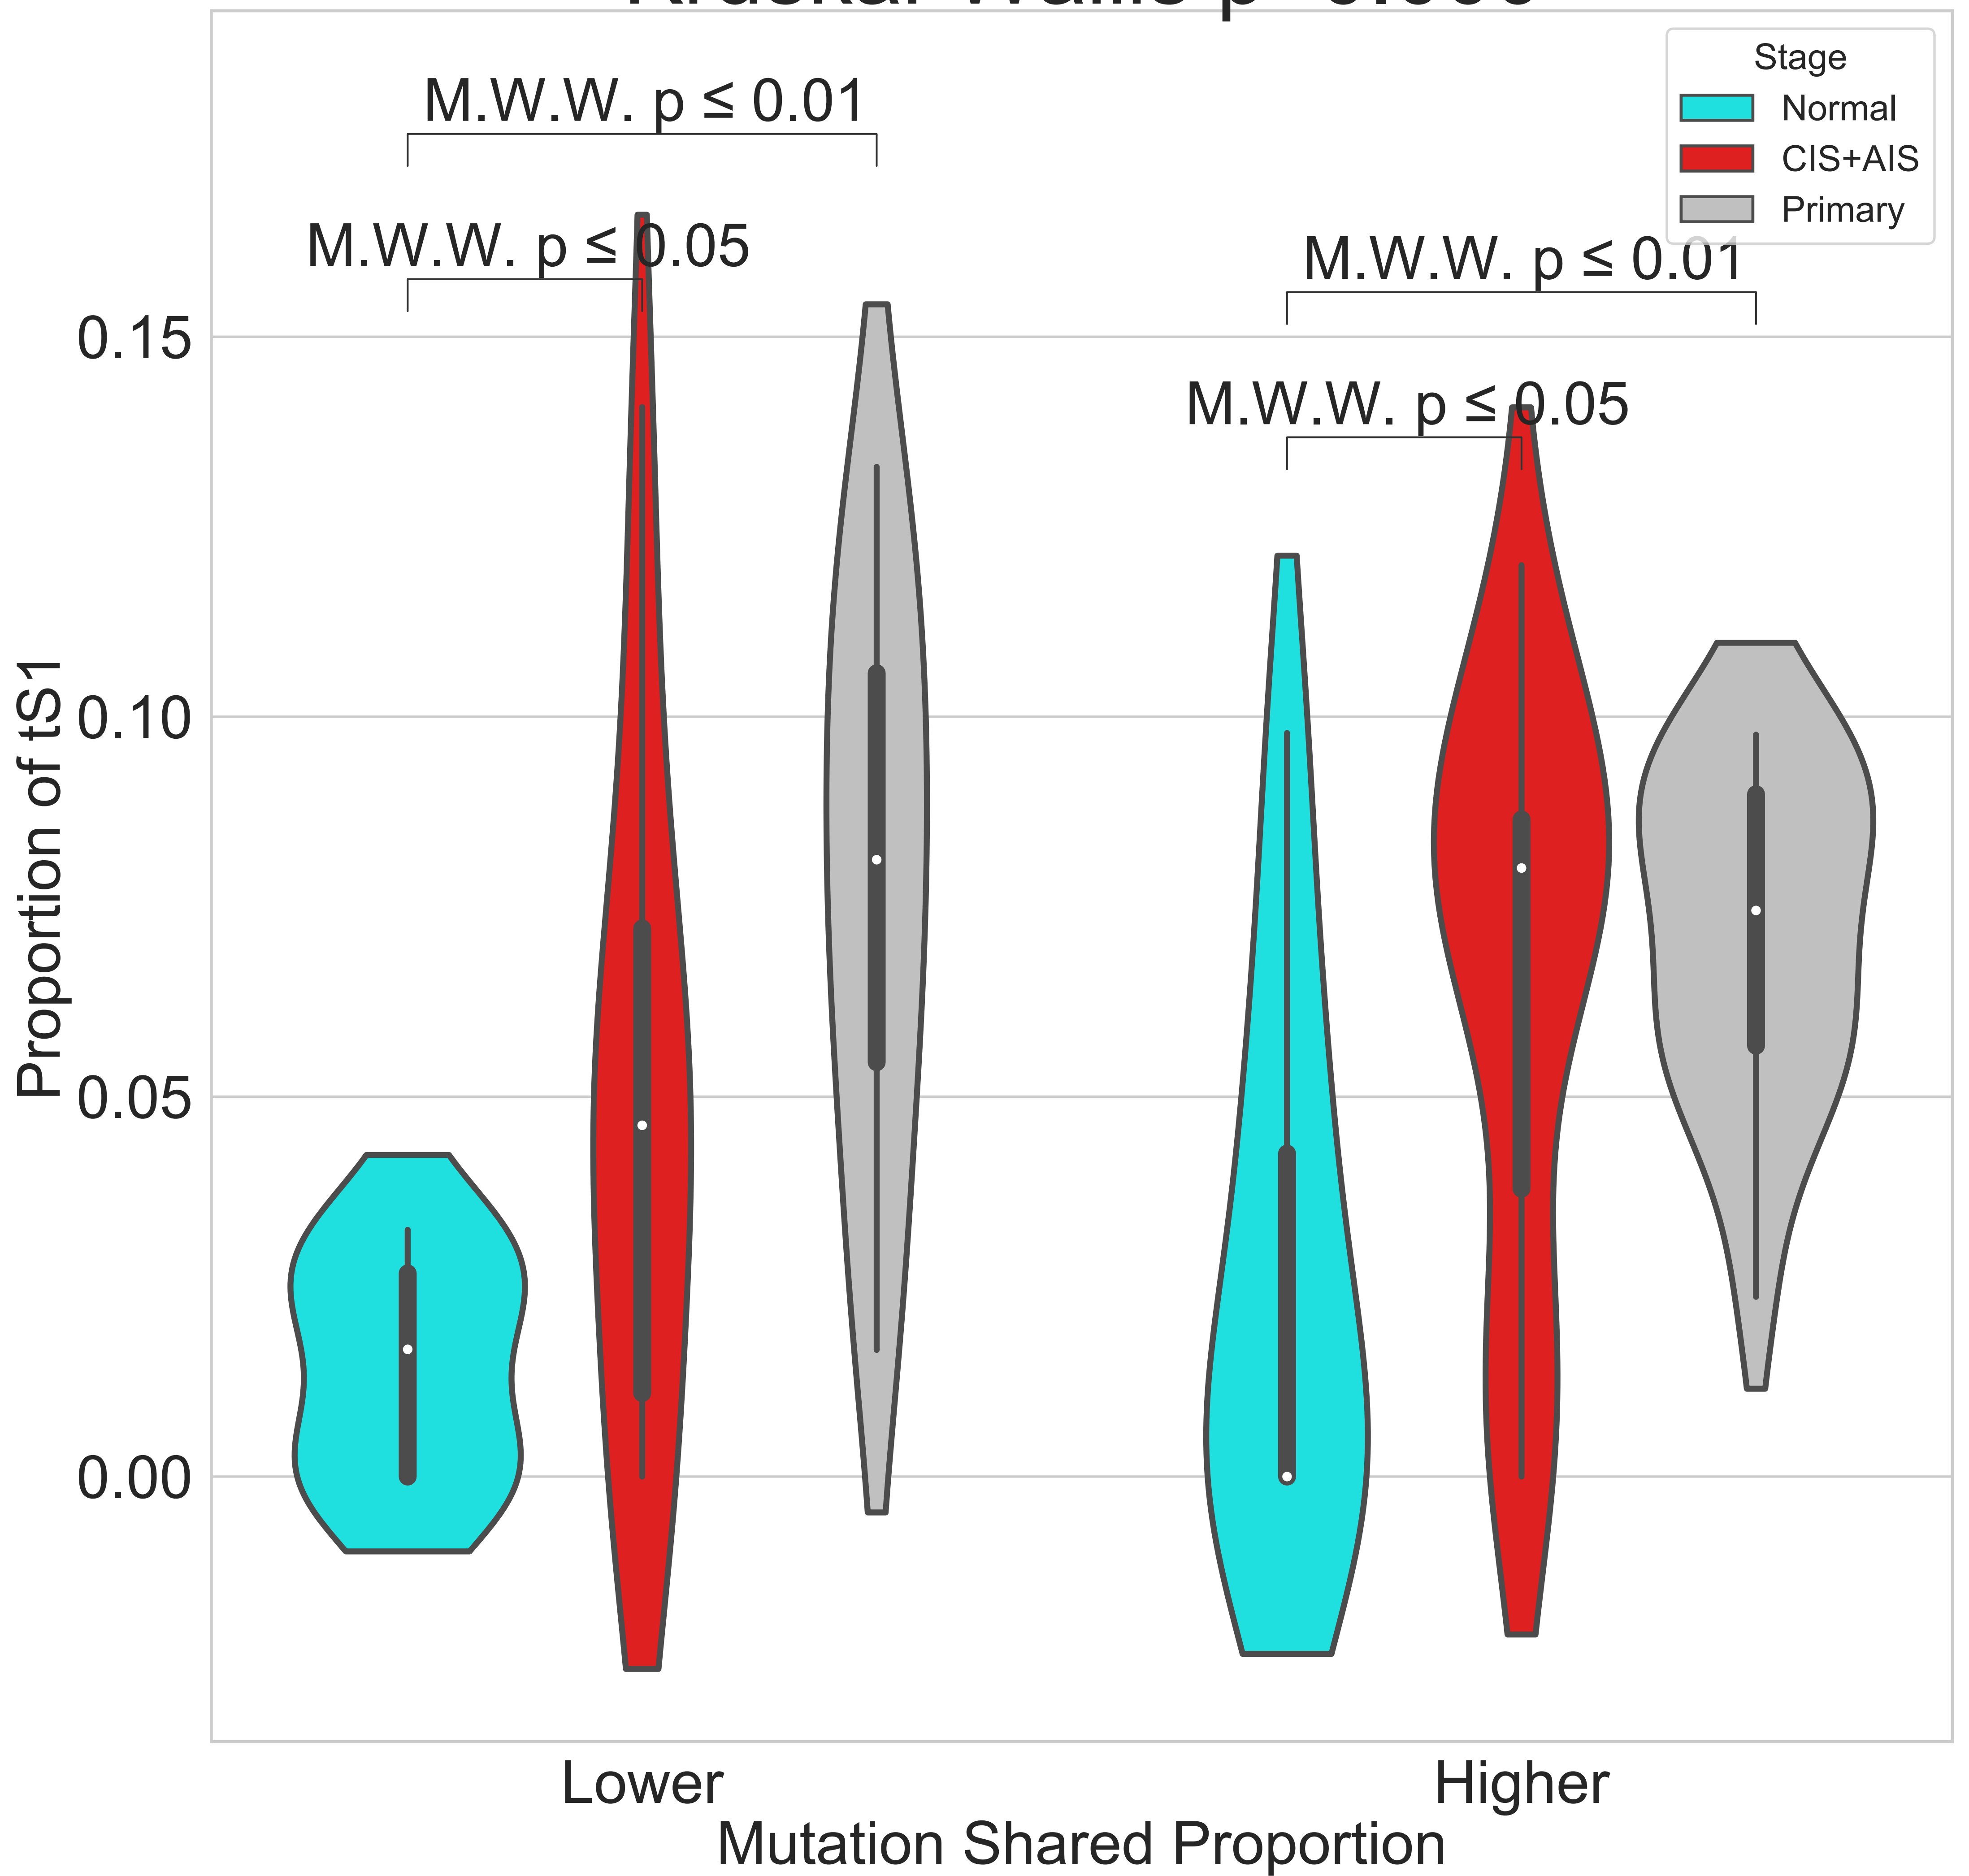 Stage
Normal
CIS+AIS
Primary
M.W.W. p ≤ 0.01
M.W.W. p ≤ 0.05
M.W.W. p ≤ 0.01
M.W.W. p ≤ 0.05
0.15
0.10
0.05
0.00
Proportion of ttS1
Lower
Higher
Mutation Shared Proportion